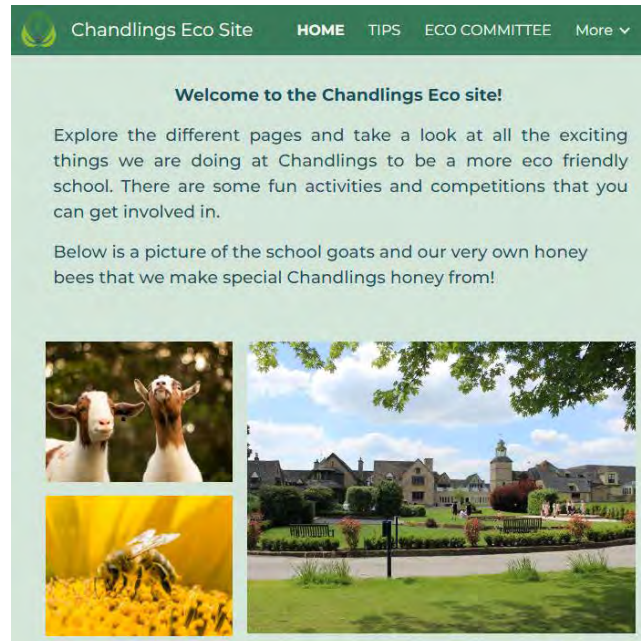 Chandlings Eco Site HOME TIPS ECO COMMITTEE More
Welcome to the Chandlings Eco site!
Explore the different pages and take a look at all the exciting
things we are doing at Chandlings to be a more eco friendly
school. There are some fun activities and competitions that you
can get involved in.
Below is a picture of the school goats and our very own honey
bees that we make special Chandlings honey from!